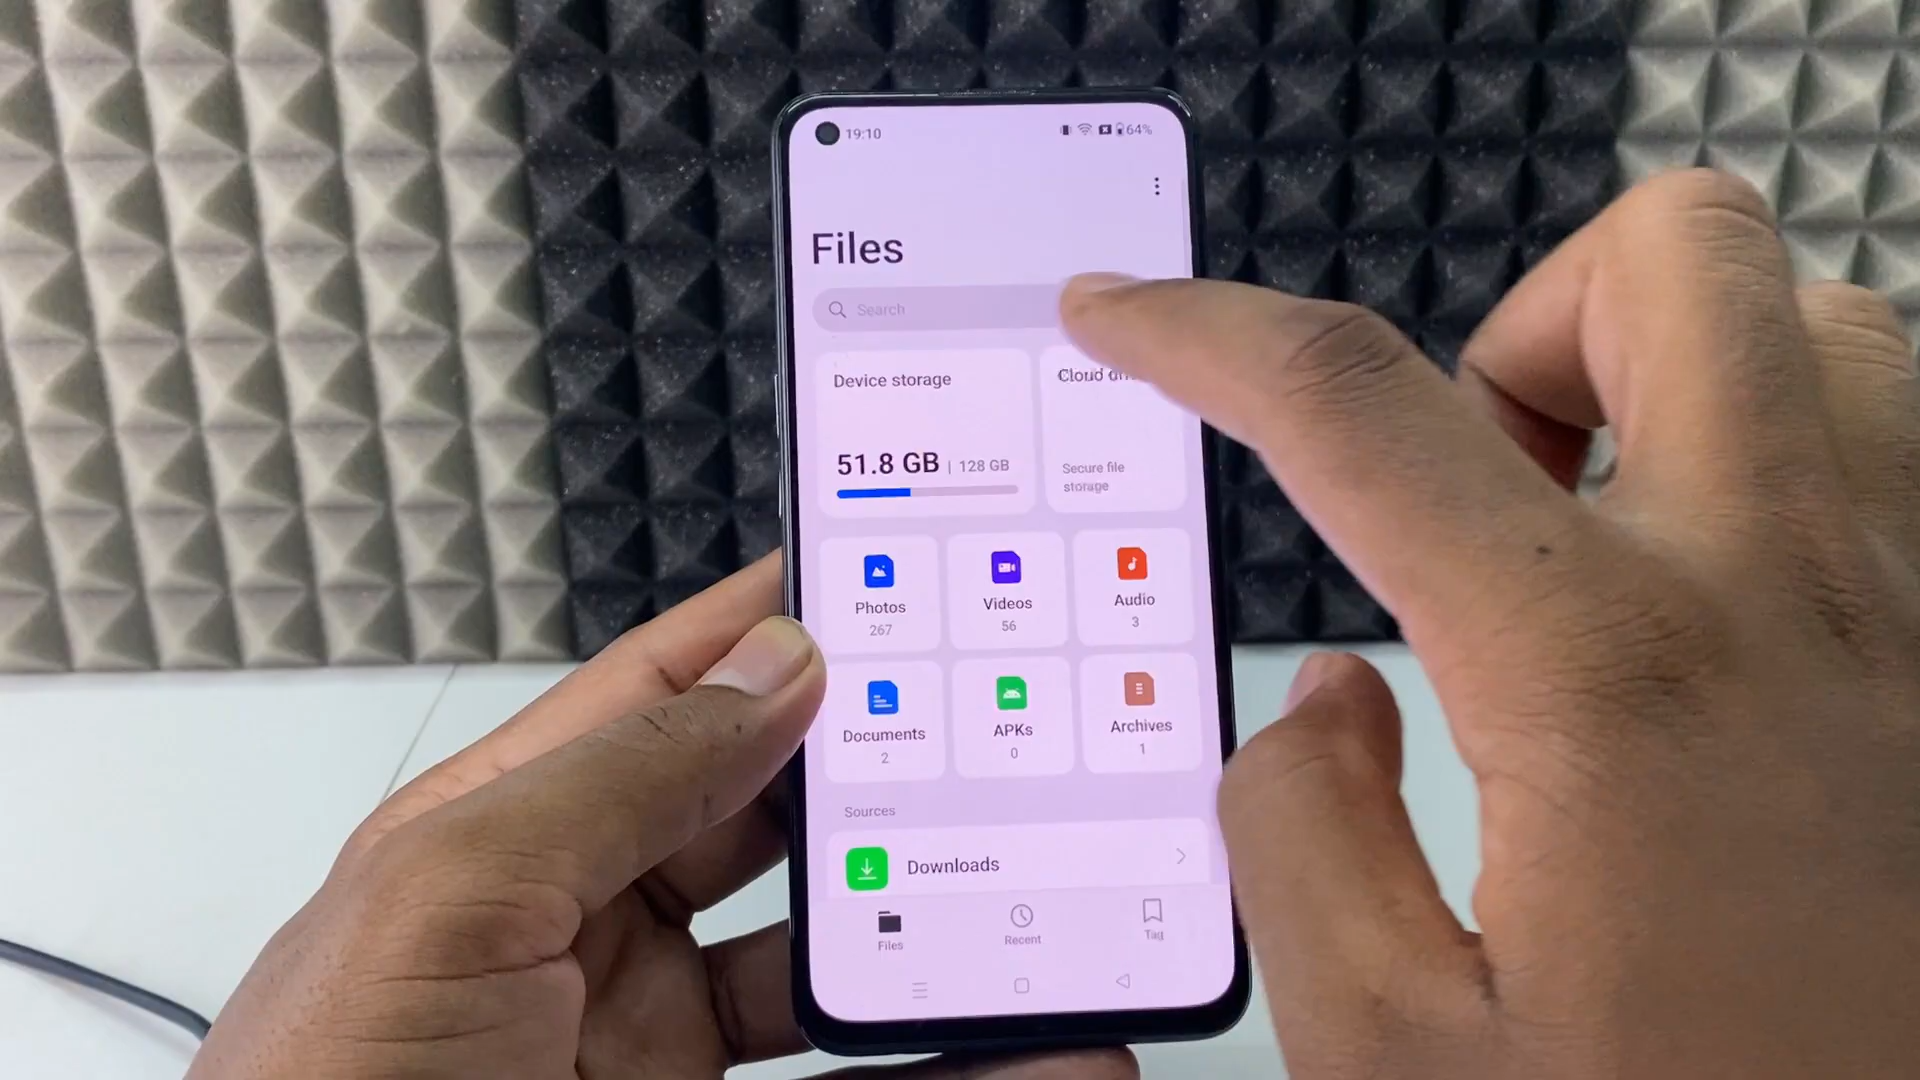 19:10
64%
Files
Search
Device storage
Cloud
51.8 GB | 128 GB
Secure file
storage
Photos
267
Videos
56
Audio
3
Documents
2
APKs
0
Archives
1
Sources
Downloads
Files
Recent
Tag